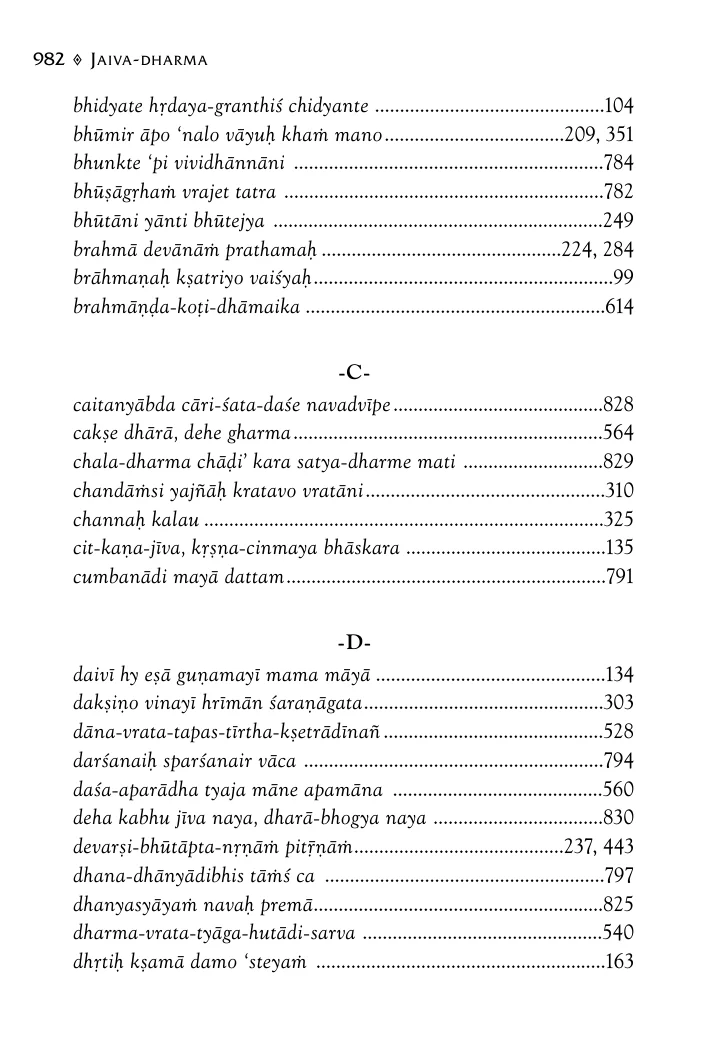 982 ◊ JAIVA-DHARMA
bhidyate hṛdaya-granthiś chidyante ..............................................104
bhūmir āpo ‘nalo vāyuḥ khaṁ mano....................................209, 351
bhunkte ‘pi vividhānnāni ..............................................................784
bhūṣāgṛhaṁ vrajet tatra ................................................................782
bhūtāni yānti bhūtejya ..................................................................249
brahmā devānāṁ prathamaḥ ................................................224, 284
brāhmaṇaḥ kṣatriyo vaiśyaḥ............................................................99
brahmāṇḍa-koṭi-dhāmaika ............................................................614
-C-
caitanyābda cāri-śata-daśe navadvīpe..........................................828
cakṣe dhārā, dehe gharma..............................................................564
chala-dharma chāḍi’ kara satya-dharme mati ............................829
chandāṁsi yajñāḥ kratavo vratāni................................................310
channaḥ kalau ................................................................................325
cit-kaṇa-jīva, kṛṣṇa-cinmaya bhāskara ........................................135
cumbanādi mayā dattam................................................................791
-D-
daivī hy eṣā guṇamayī mama māyā ..............................................134
dakṣiṇo vinayī hrīmān śaraṇāgata................................................303
dāna-vrata-tapas-tīrtha-kṣetrādīnañ............................................528
darśanaiḥ sparśanair vāca ............................................................794
daśa-aparādha tyaja māne apamāna ..........................................560
deha kabhu jīva naya, dharā-bhogya naya ..................................830
devarṣi-bhūtāpta-nṛṇāṁ pitṝṇāṁ..........................................237, 443
dhana-dhānyādibhis tāṁś ca ........................................................797
dhanyasyāyaṁ navaḥ premā..........................................................825
dharma-vrata-tyāga-hutādi-sarva ................................................540
dhṛtiḥ kṣamā damo ‘steyaṁ ..........................................................163